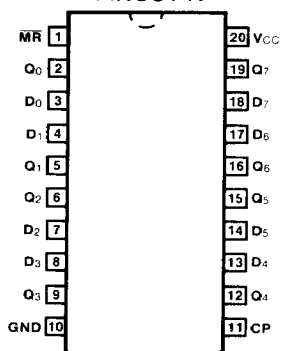 MR 1 20 VCC
Q0 2 19 Q7
D0 3 18 D7
D1 4 17 D6
Q1 5 16 Q6
Q2 6 15 Q5
D2 7 14 D5
D3 8 13 D4
Q3 9 12 Q4
GND 10 11 CP